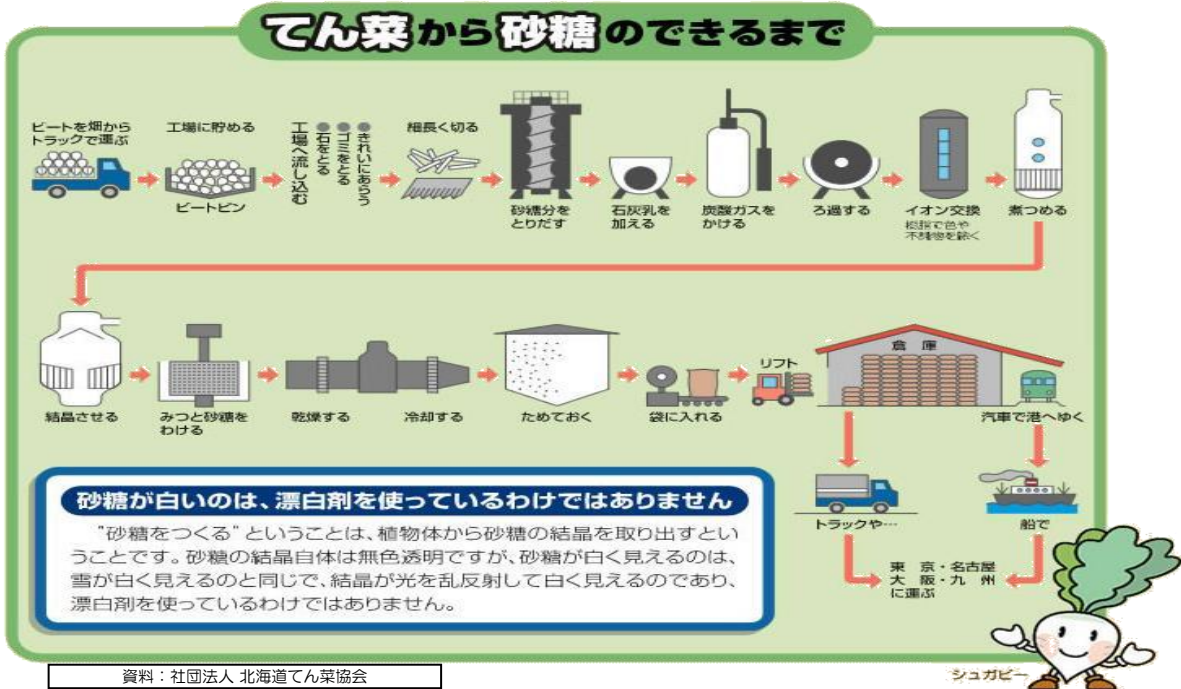 てん菜から砂糖のできるまで
ビートを畑から
トラックで運ぶ
工場に貯める
ビートビン
工場へ流し込む
●石をとる
●ゴミをとる
●きれいにあらう
細長く切る
砂糖分を
とりだす
石灰乳を
加える
炭酸ガスを
かける
ろ過する
イオン交換
樹脂で色や
不純物を除く
煮つめる
結晶させる
みつと砂糖を
わける
乾燥する
冷却する
ためておく
袋に入れる
リフト
倉庫
汽車で港へゆく
トラックや…
船で
東京・名古屋
大阪・九州
に運ぶ
砂糖が白いのは、漂白剤を使っているわけではありません
"砂糖をつくる"ということは、植物体から砂糖の結晶を取り出すとい
うことです。砂糖の結晶自体は無色透明ですが、砂糖が白く見えるのは、
雪が白く見えるのと同じで、結晶が光を乱反射して白く見えるのであり、
漂白剤を使っているわけではありません。
資料：社団法人 北海道てん菜協会
シュガビー